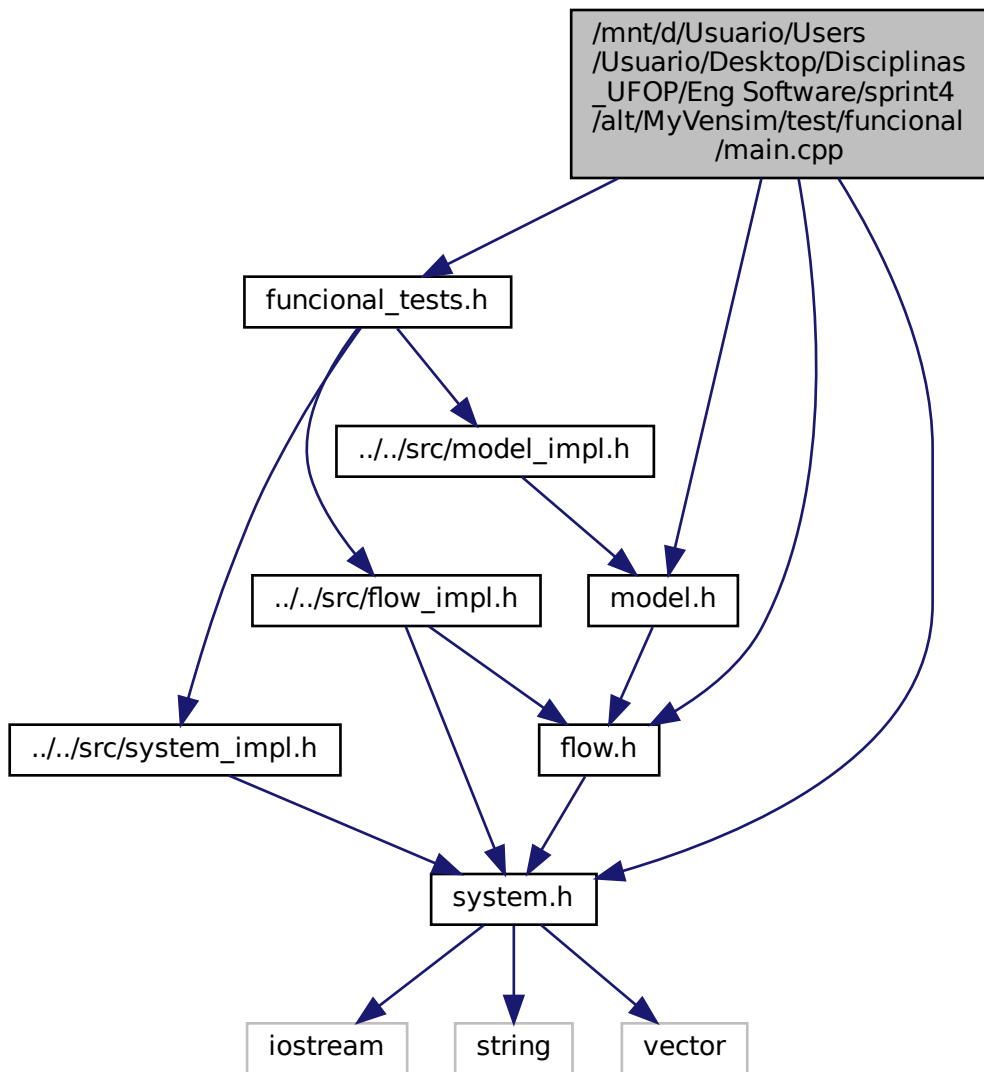 /mnt/d/Usuario/Users
/Usuario/Desktop/Disciplinas
_UFOP/Eng Software/sprint4
/alt/MyVensim/test/funcional
/main.cpp
funcional_tests.h
../../src/model_impl.h
../../src/flow_impl.h
model.h
../../src/system_impl.h
flow.h
system.h
iostream
string
vector